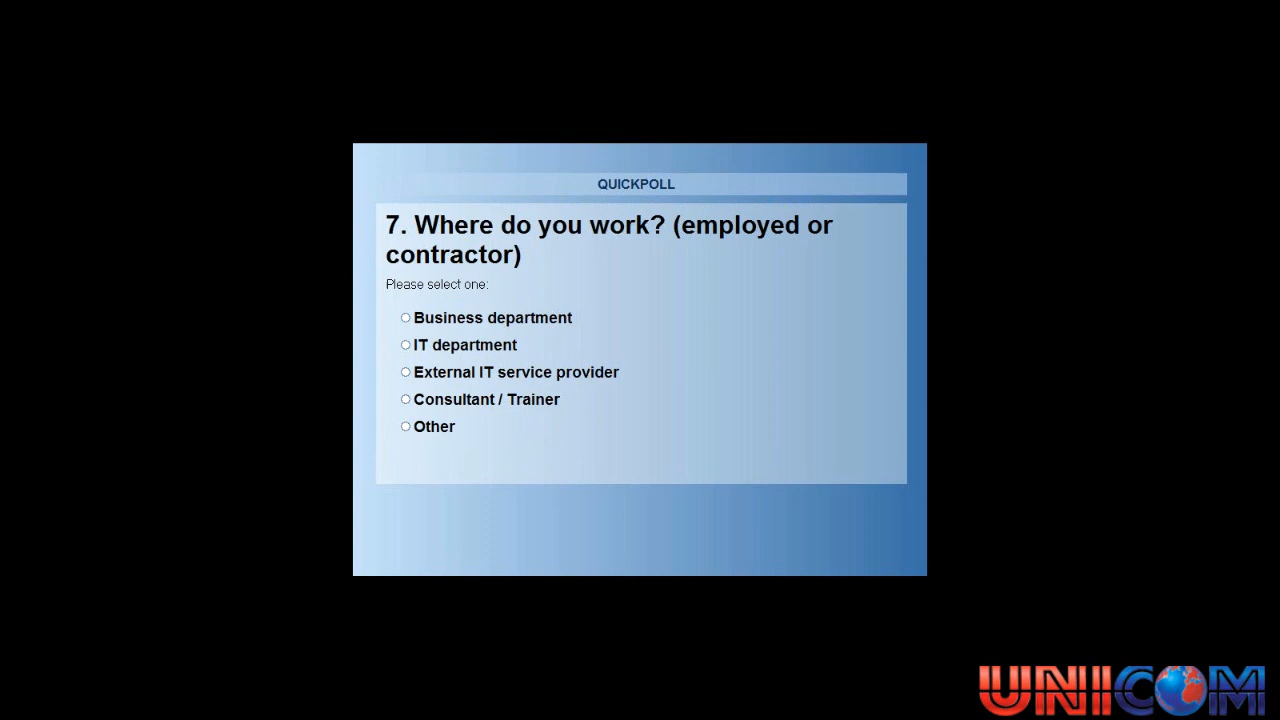 QUICKPOLL
7. Where do you work? (employed or
contractor)
Please select one:
Business department
IT department
External IT service provider
Consultant / Trainer
Other
UNICOM